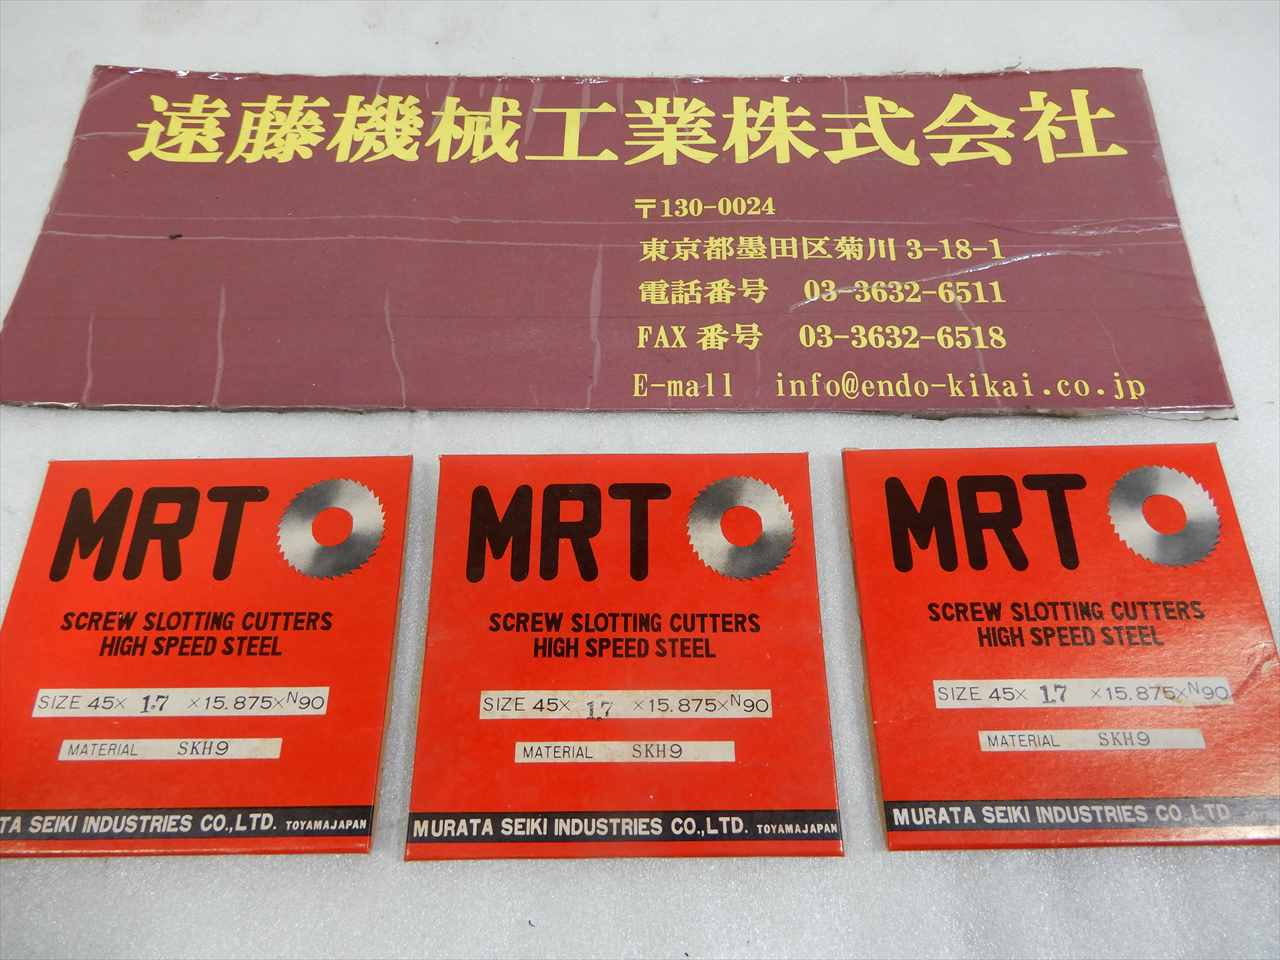 遠藤機械工業株式会社
〒130-0024
東京都墨田区菊川 3-18-1
電話番号 03-3632-6511
FAX 番号 03-3632-6518
E-mall info@endo-kikai.co.jp
MRT
SCREW SLOTTING CUTTERS
HIGH SPEED STEEL
SIZE 45× 1.7 ×15.875×N90
MATERIAL SKH9
TA SEIKI INDUSTRIES CO.,LTD. TOYAMA JAPAN
MRT
SCREW SLOTTING CUTTERS
HIGH SPEED STEEL
SIZE 45× 1.7 ×15.875×N90
MATERIAL SKH9
MURATA SEIKI INDUSTRIES CO.,LTD. TOYAMA JAPAN
MRT
SCREW SLOTTING CUTTERS
HIGH SPEED STEEL
SIZE 45× 1.7 ×15.875×N90
MATERIAL SKH9
MURATA SEIKI INDUSTRIES CO.,LTD